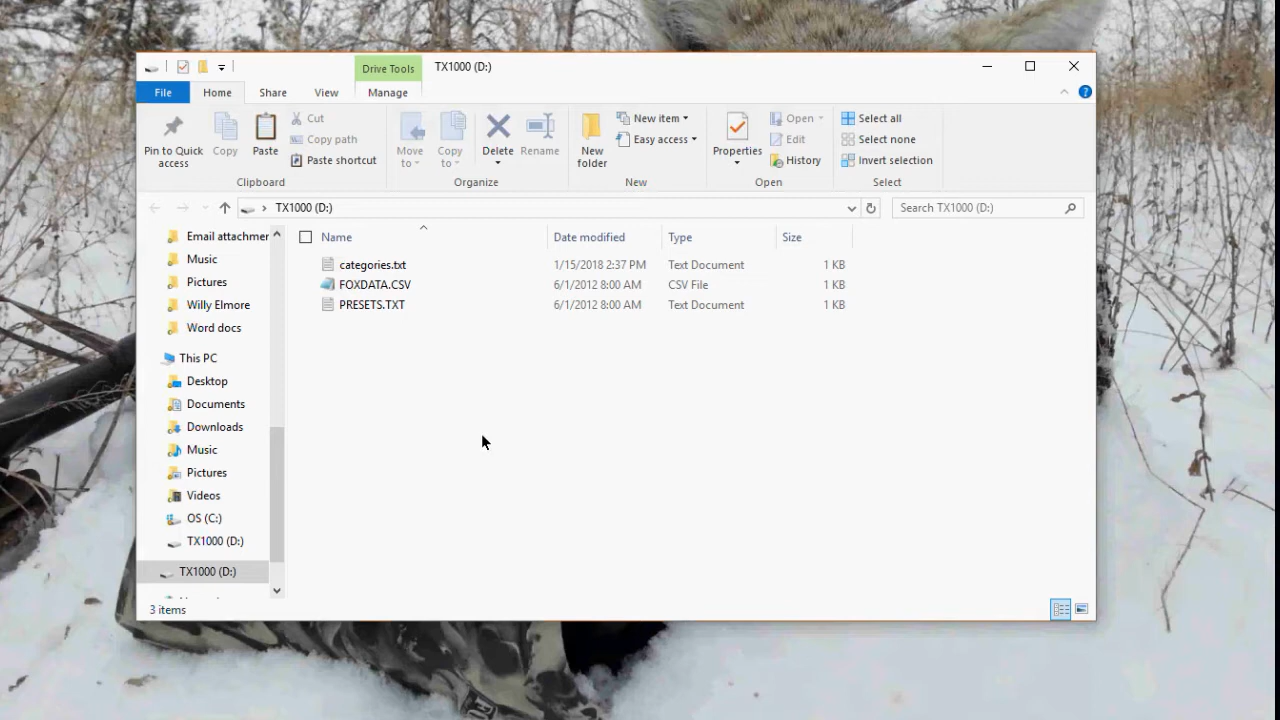 Drive Tools
TX1000 (D:)
File
Home
Share
View
Manage
Pin to Quick access
Copy
Paste
Cut
Copy path
Paste shortcut
Clipboard
Move to
Copy to
Delete
Rename
Organize
New folder
New item
Easy access
New
Properties
Open
Edit
History
Open
Select all
Select none
Invert selection
Select
TX1000 (D:)
Search TX1000 (D:)
Name
Date modified
Type
Size
categories.txt 1/15/2018 2:37 PM Text Document 1 KB
FOXDATA.CSV 6/1/2012 8:00 AM CSV File 1 KB
PRESETS.TXT 6/1/2012 8:00 AM Text Document 1 KB
Email attachmer
Music
Pictures
Willy Elmore
Word docs
This PC
Desktop
Documents
Downloads
Music
Pictures
Videos
OS (C:)
TX1000 (D:)
TX1000 (D:)
3 items